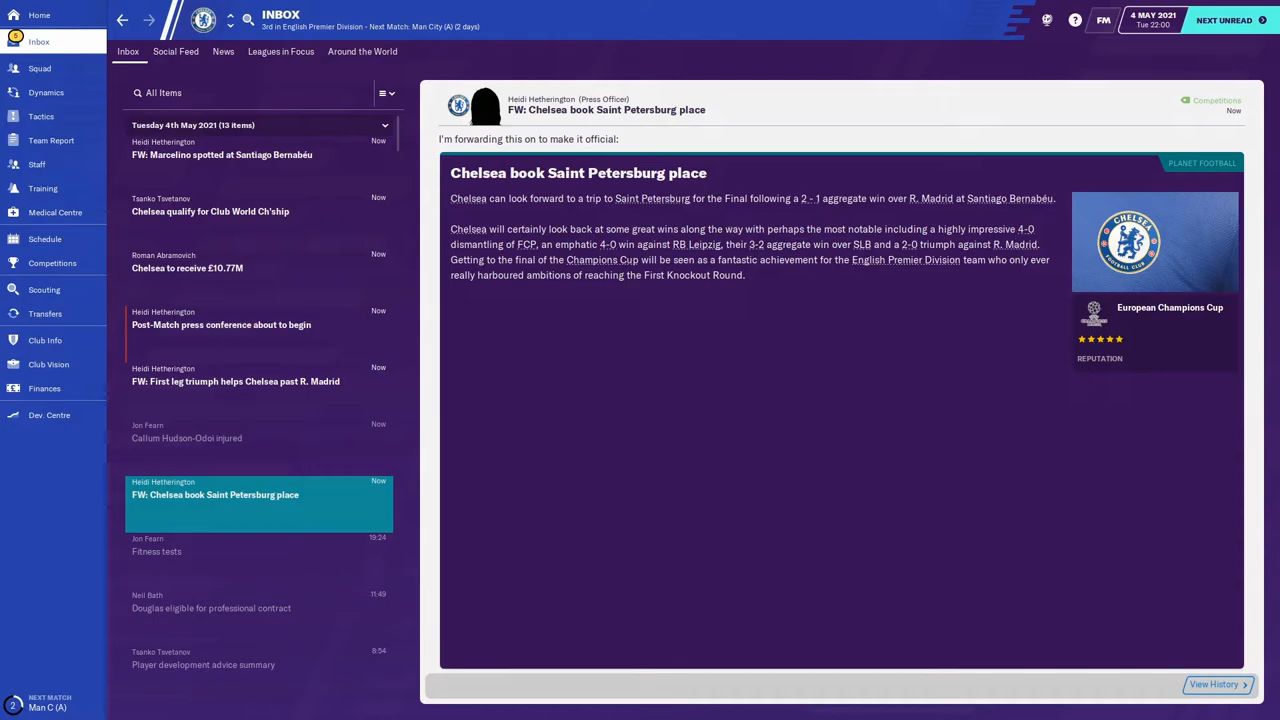 Home
5
Inbox
Squad
Dynamics
Tactics
Team Report
Staff
Training
Medical Centre
Schedule
Competitions
Scouting
Transfers
Club Info
Club Vision
Finances
Dev. Centre
NEXT MATCH
2
Man C (A)
INBOX
3rd in English Premier Division - Next Match: Man City (A) (2 days)
?
FM
4 MAY 2021
Tue 22:00
NEXT UNREAD
Inbox
Social Feed
News
Leagues in Focus
Around the World
All Items
Tuesday 4th May 2021 (13 items)
Heidi Hetherington
Now
FW: Marcelino spotted at Santiago Bernabéu
Tsanko Tsvetanov
Now
Chelsea qualify for Club World Ch'ship
Roman Abramovich
Now
Chelsea to receive £10.77M
Heidi Hetherington
Now
Post-Match press conference about to begin
Heidi Hetherington
Now
FW: First leg triumph helps Chelsea past R. Madrid
Jon Fearn
Now
Callum Hudson-Odoi injured
Heidi Hetherington
Now
FW: Chelsea book Saint Petersburg place
Jon Fearn
19:24
Fitness tests
Neil Bath
11:49
Douglas eligible for professional contract
Tsanko Tsvetanov
8:54
Player development advice summary
Heidi Hetherington (Press Officer)
FW: Chelsea book Saint Petersburg place
Competitions
Now
I'm forwarding this on to make it official:
PLANET FOOTBALL
Chelsea book Saint Petersburg place
Chelsea can look forward to a trip to Saint Petersburg for the Final following a 2 - 1 aggregate win over R. Madrid at Santiago Bernabéu.
Chelsea will certainly look back at some great wins along the way with perhaps the most notable including a highly impressive 4-0
dismantling of FCP, an emphatic 4-0 win against RB Leipzig, their 3-2 aggregate win over SLB and a 2-0 triumph against R. Madrid.
Getting to the final of the Champions Cup will be seen as a fantastic achievement for the English Premier Division team who only ever
really harboured ambitions of reaching the First Knockout Round.
CHELSEA
FOOTBALL CLUB
European Champions Cup
REPUTATION
View History